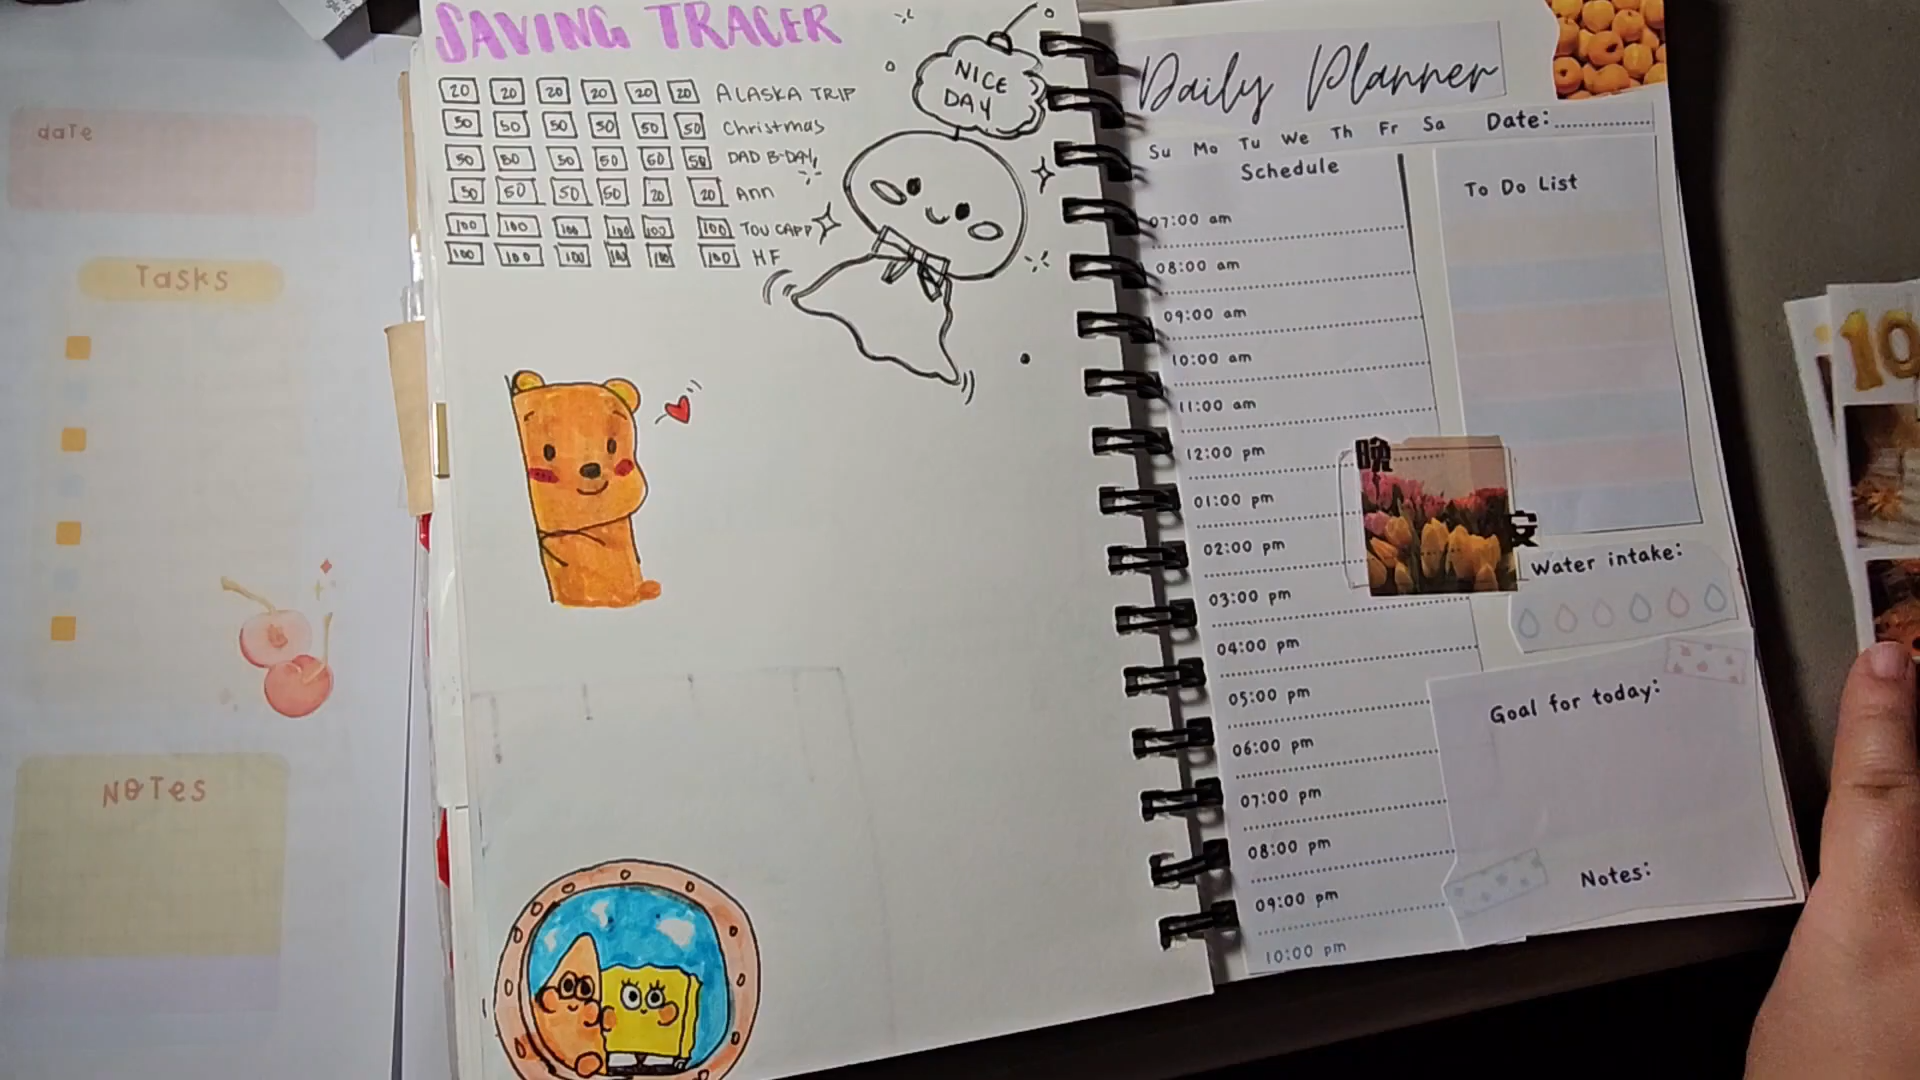 daTe
Tasks
NOTes
SAVING TRACER
20 20 20 20 20 20 ALASKA TRIP
50 50 50 50 50 50 Christmas
50 50 50 50 50 50 DAD B-DAY
50 50 50 50 20 20 Ann
100 100 100 100 100 100 TOU CAPP
100 100 100 100 100 100 HF
NICE
DAY
Daily Planner
Su Mo Tu We Th Fr Sa Date:
Schedule
07:00 am
08:00 am
09:00 am
10:00 am
11:00 am
12:00 pm
01:00 pm
02:00 pm
03:00 pm
04:00 pm
05:00 pm
06:00 pm
07:00 pm
08:00 pm
09:00 pm
10:00 pm
To Do List
晚
安
Water intake:
Goal for today:
Notes:
10